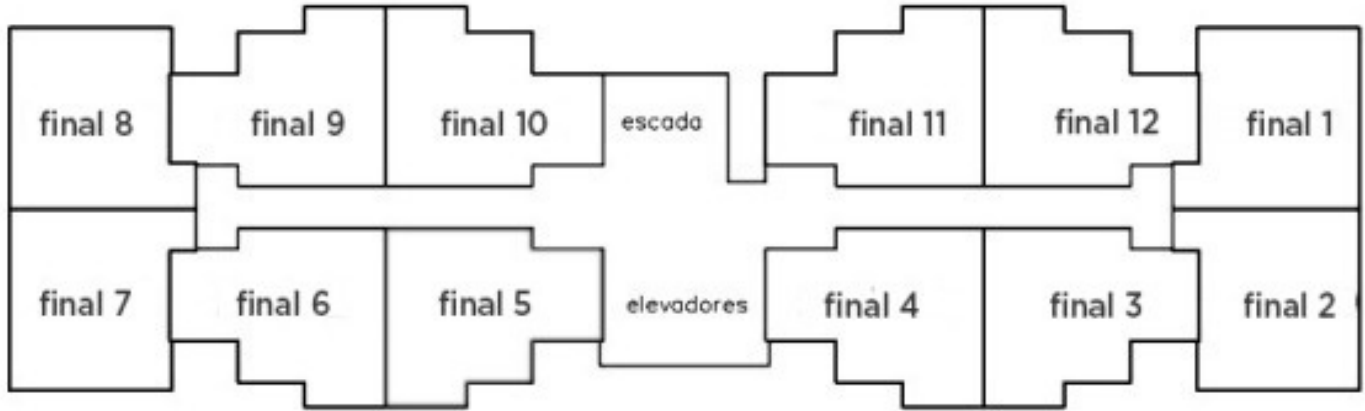 final 8
final 9
final 10
escada
final 11
final 12
final 1
final 7
final 6
final 5
elevadores
final 4
final 3
final 2